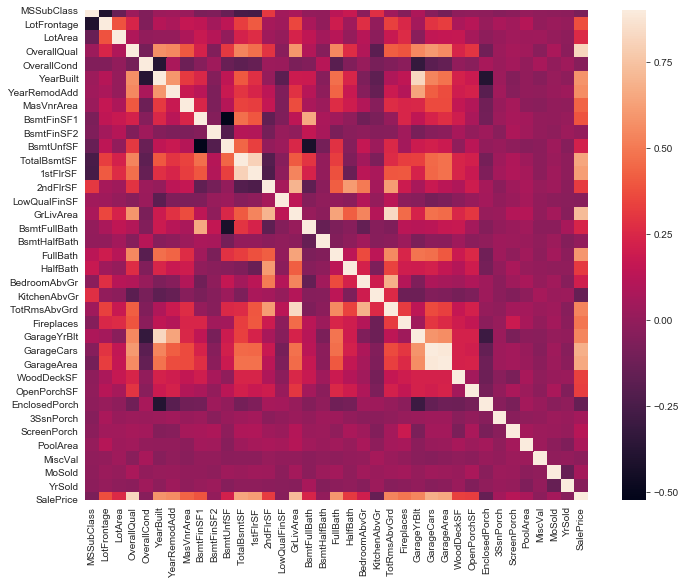 MSSubClass
LotFrontage
LotArea
OverallQual
OverallCond
YearBuilt
YearRemodAdd
MasVnrArea
BsmtFinSF1
BsmtFinSF2
BsmtUnfSF
TotalBsmtSF
1stFlrSF
2ndFlrSF
LowQualFinSF
GrLivArea
BsmtFullBath
BsmtHalfBath
FullBath
HalfBath
BedroomAbvGr
KitchenAbvGr
TotRmsAbvGrd
Fireplaces
GarageYrBlt
GarageCars
GarageArea
WoodDeckSF
OpenPorchSF
EnclosedPorch
3SsnPorch
ScreenPorch
PoolArea
MiscVal
MoSold
YrSold
SalePrice
MSSubClass
LotFrontage
LotArea
OverallQual
OverallCond
YearBuilt
YearRemodAdd
MasVnrArea
BsmtFinSF1
BsmtFinSF2
BsmtUnfSF
TotalBsmtSF
1stFlrSF
2ndFlrSF
LowQualFinSF
GrLivArea
BsmtFullBath
BsmtHalfBath
FullBath
HalfBath
BedroomAbvGr
KitchenAbvGr
TotRmsAbvGrd
Fireplaces
GarageYrBlt
GarageCars
GarageArea
WoodDeckSF
OpenPorchSF
EnclosedPorch
3SsnPorch
ScreenPorch
PoolArea
MiscVal
MoSold
YrSold
SalePrice
0.75
0.50
0.25
0.00
−0.25
−0.50